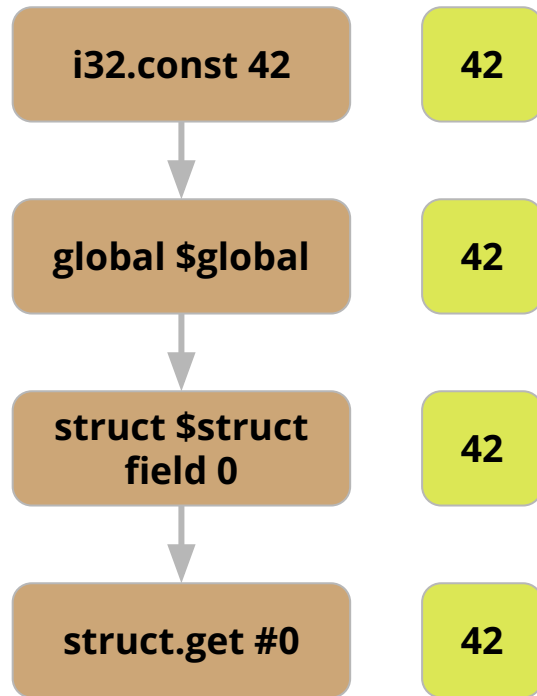 i32.const 42
42
global $global
42
struct $struct
field 0
42
struct.get #0
42